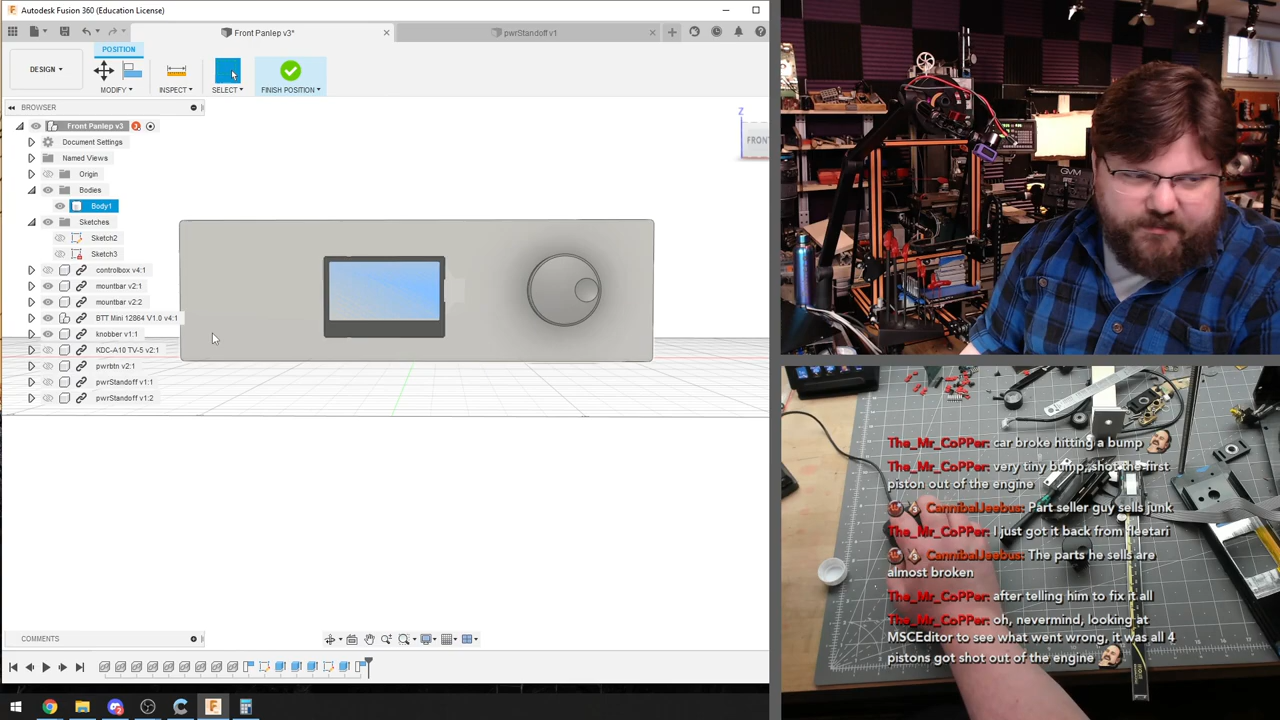 Autodesk Fusion 360 (Education License)
Front Panlep v3*
pwrStandoff v1
DESIGN
POSITION
MODIFY
INSPECT
SELECT
FINISH POSITION
BROWSER
Front Panlep v3
Document Settings
Named Views
Origin
Bodies
Body1
Sketches
Sketch2
Sketch3
controlbox v4:1
mountbar v2:1
mountbar v2:2
BTT Mini 12864 V1.0 v4:1
knobber v1:1
KDC-A10 TV-5 v2:1
pwrbtn v2:1
pwrStandoff v1:1
pwrStandoff v1:2
Z
FRONT
COMMENTS
GVM
The_Mr_CoPPer: car broke hitting a bump
The_Mr_CoPPer: very tiny bump, shot the first
piston out of the engine
CannibalJeebus: Part seller guy sells junk
The_Mr_CoPPer: I just got it back from fleetari
CannibalJeebus: The parts he sells are
almost broken
The_Mr_CoPPer: after telling him to fix it all
The_Mr_CoPPer: oh, nevermind, looking at
MSCEditor to see what went wrong, it was all 4
pistons got shot out of the engine